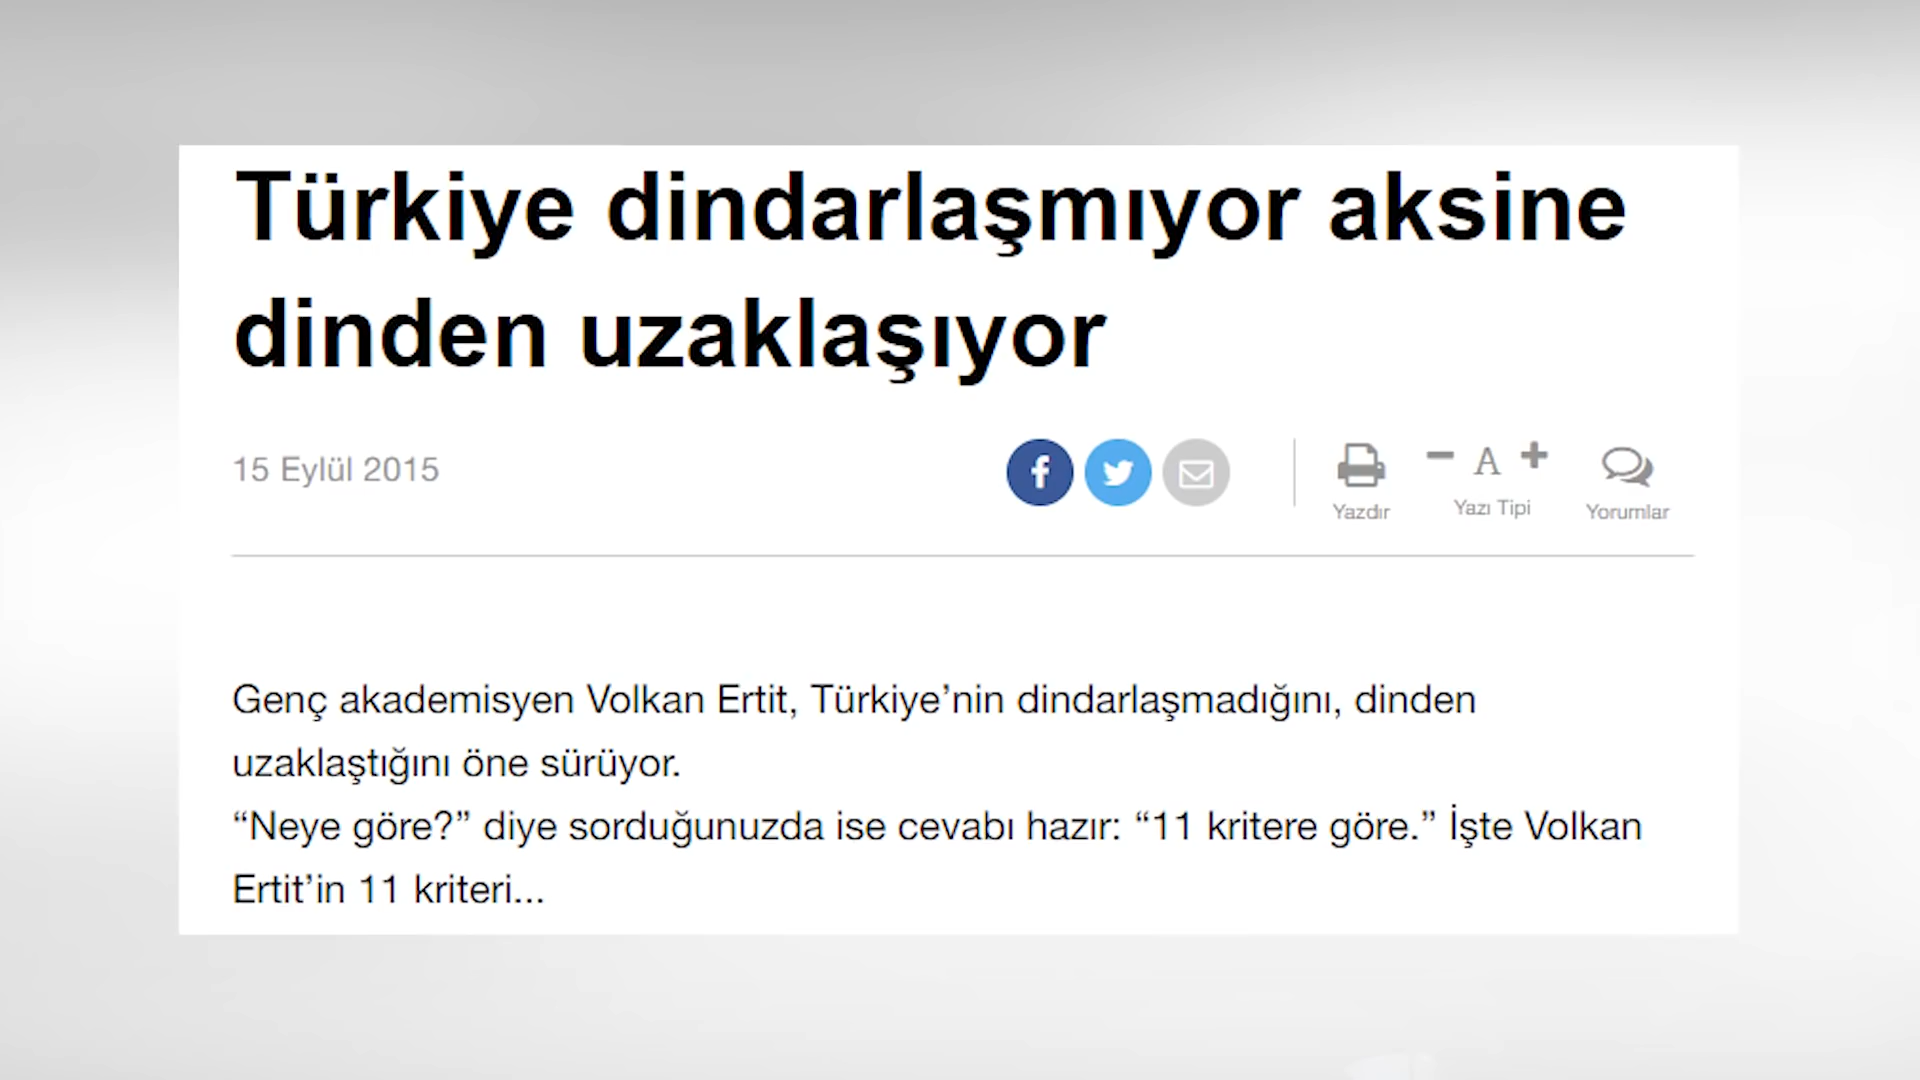 Türkiye dindarlaşmıyor aksine
dinden uzaklaşıyor
15 Eylül 2015
Yazdır
A
Yazı Tipi
Yorumlar
Genç akademisyen Volkan Ertit, Türkiye’nin dindarlaşmadığını, dinden
uzaklaştığını öne sürüyor.
“Neye göre?” diye sorduğunuzda ise cevabı hazır: “11 kritere göre.” İşte Volkan
Ertit’in 11 kriteri...